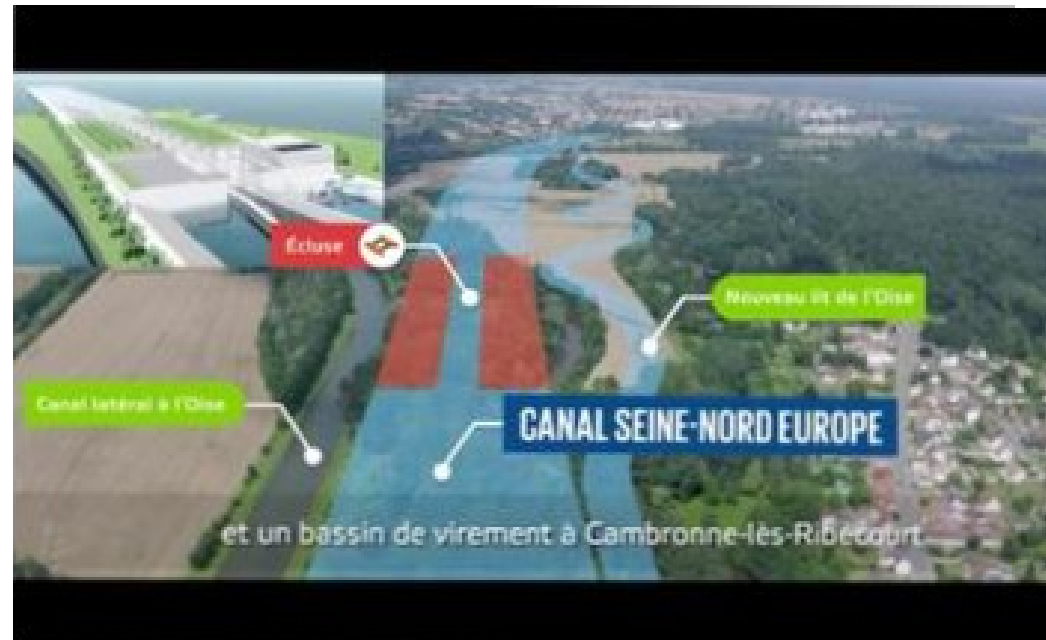 Écluse
Nouveau lit de l'Oise
Canal latéral à l'Oise
CANAL SEINE-NORD EUROPE
et un bassin de virement à Cambronne-lès-Ribécourt